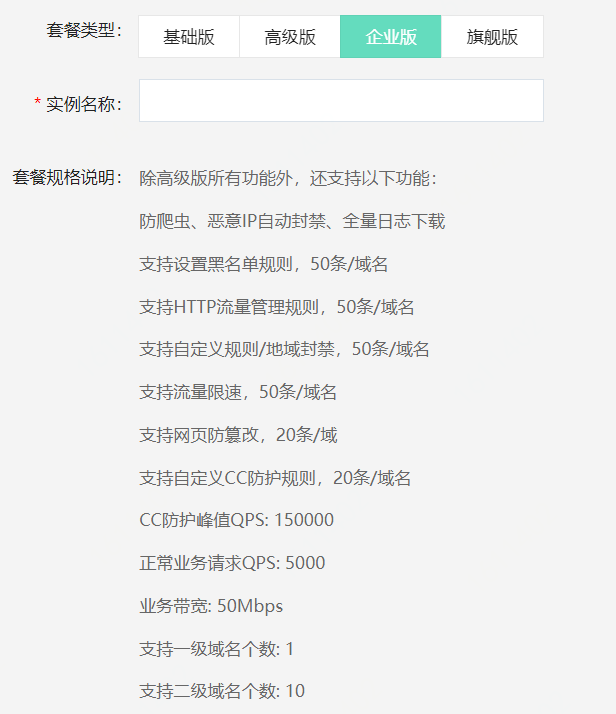 套餐类型： 基础版 高级版 企业版 旗舰版
* 实例名称：
套餐规格说明： 除高级版所有功能外，还支持以下功能：
防爬虫、恶意IP自动封禁、全量日志下载
支持设置黑名单规则，50条/域名
支持HTTP流量管理规则，50条/域名
支持自定义规则/地域封禁，50条/域名
支持流量限速，50条/域名
支持网页防篡改，20条/域
支持自定义CC防护规则，20条/域名
CC防护峰值QPS: 150000
正常业务请求QPS: 5000
业务带宽: 50Mbps
支持一级域名个数: 1
支持二级域名个数: 10